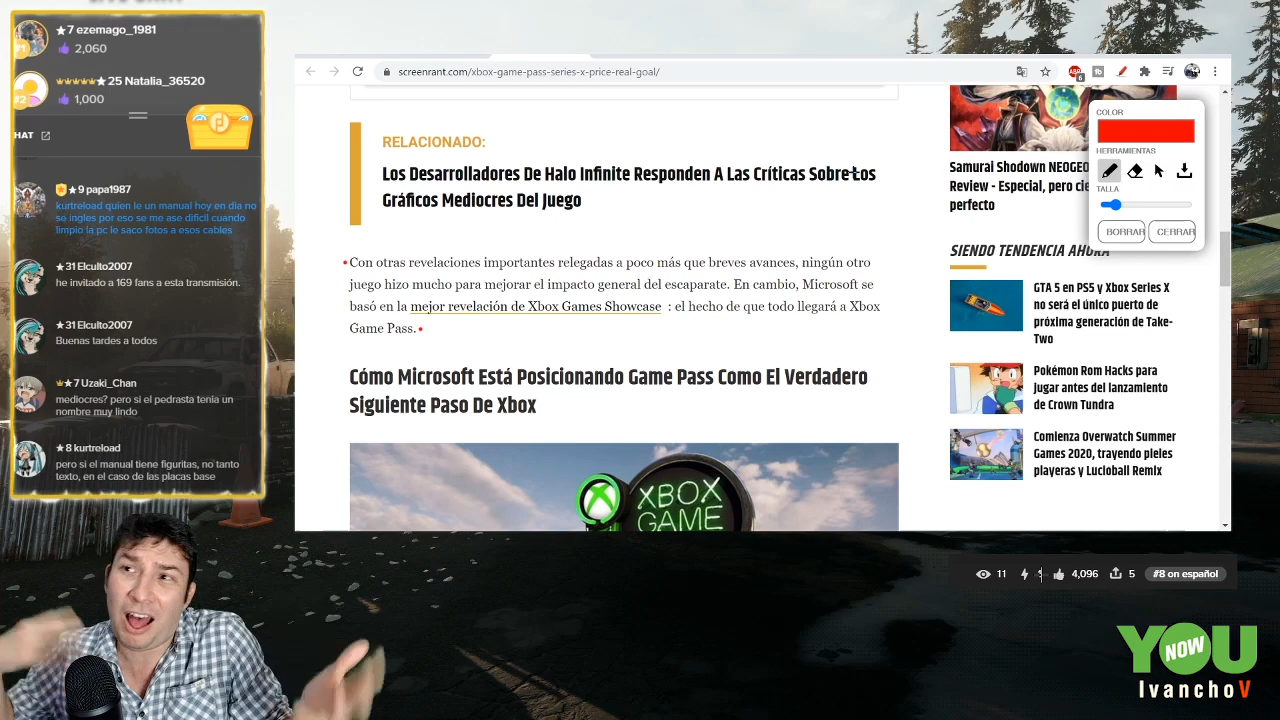 ★7 ezemago_1981
#1
2,060
★25 Natalia_36520
#2
1,000
HAT
★9 papa1987
kurtreload quien le un manual hoy en dia no
se ingles por eso se me ase dificil cuando
limpio la pc le saco fotos a esos cables
★31 Elculto2007
he invitado a 169 fans a esta transmisión.
★31 Elculto2007
Buenas tardes a todos
★7 Uzaki_Chan
mediocres? pero si el pedrasta tenia un
nombre muy lindo
★8 kurtreload
pero si el manual tiene figuritas, no tanto
texto, en el caso de las placas base
screenrant.com/xbox-game-pass-series-x-price-real-goal/
ABP
6
RELACIONADO:
Los Desarrolladores De Halo Infinite Responden A Las Críticas Sobre Los
Gráficos Mediocres Del Juego
Con otras revelaciones importantes relegadas a poco más que breves avances, ningún otro
juego hizo mucho para mejorar el impacto general del escaparate. En cambio, Microsoft se
basó en la mejor revelación de Xbox Games Showcase : el hecho de que todo llegará a Xbox
Game Pass.
Cómo Microsoft Está Posicionando Game Pass Como El Verdadero
Siguiente Paso De Xbox
XBOX
GAME
Samurai Shodown NEOGEO
Review - Especial, pero
perfecto
COLOR
HERRAMIENTAS
TALLA
BORRAR
CERRAR
SIENDO TENDENCIA AHORA
GTA 5 en PS5 y Xbox Series X
no será el único puerto de
próxima generación de Take-
Two
Pokémon Rom Hacks para
jugar antes del lanzamiento
de Crown Tundra
Comienza Overwatch Summer
Games 2020, trayendo pieles
playeras y Lucioball Remix
11
4,096
5
#8 on español
YOU
NOW
IvanchoV